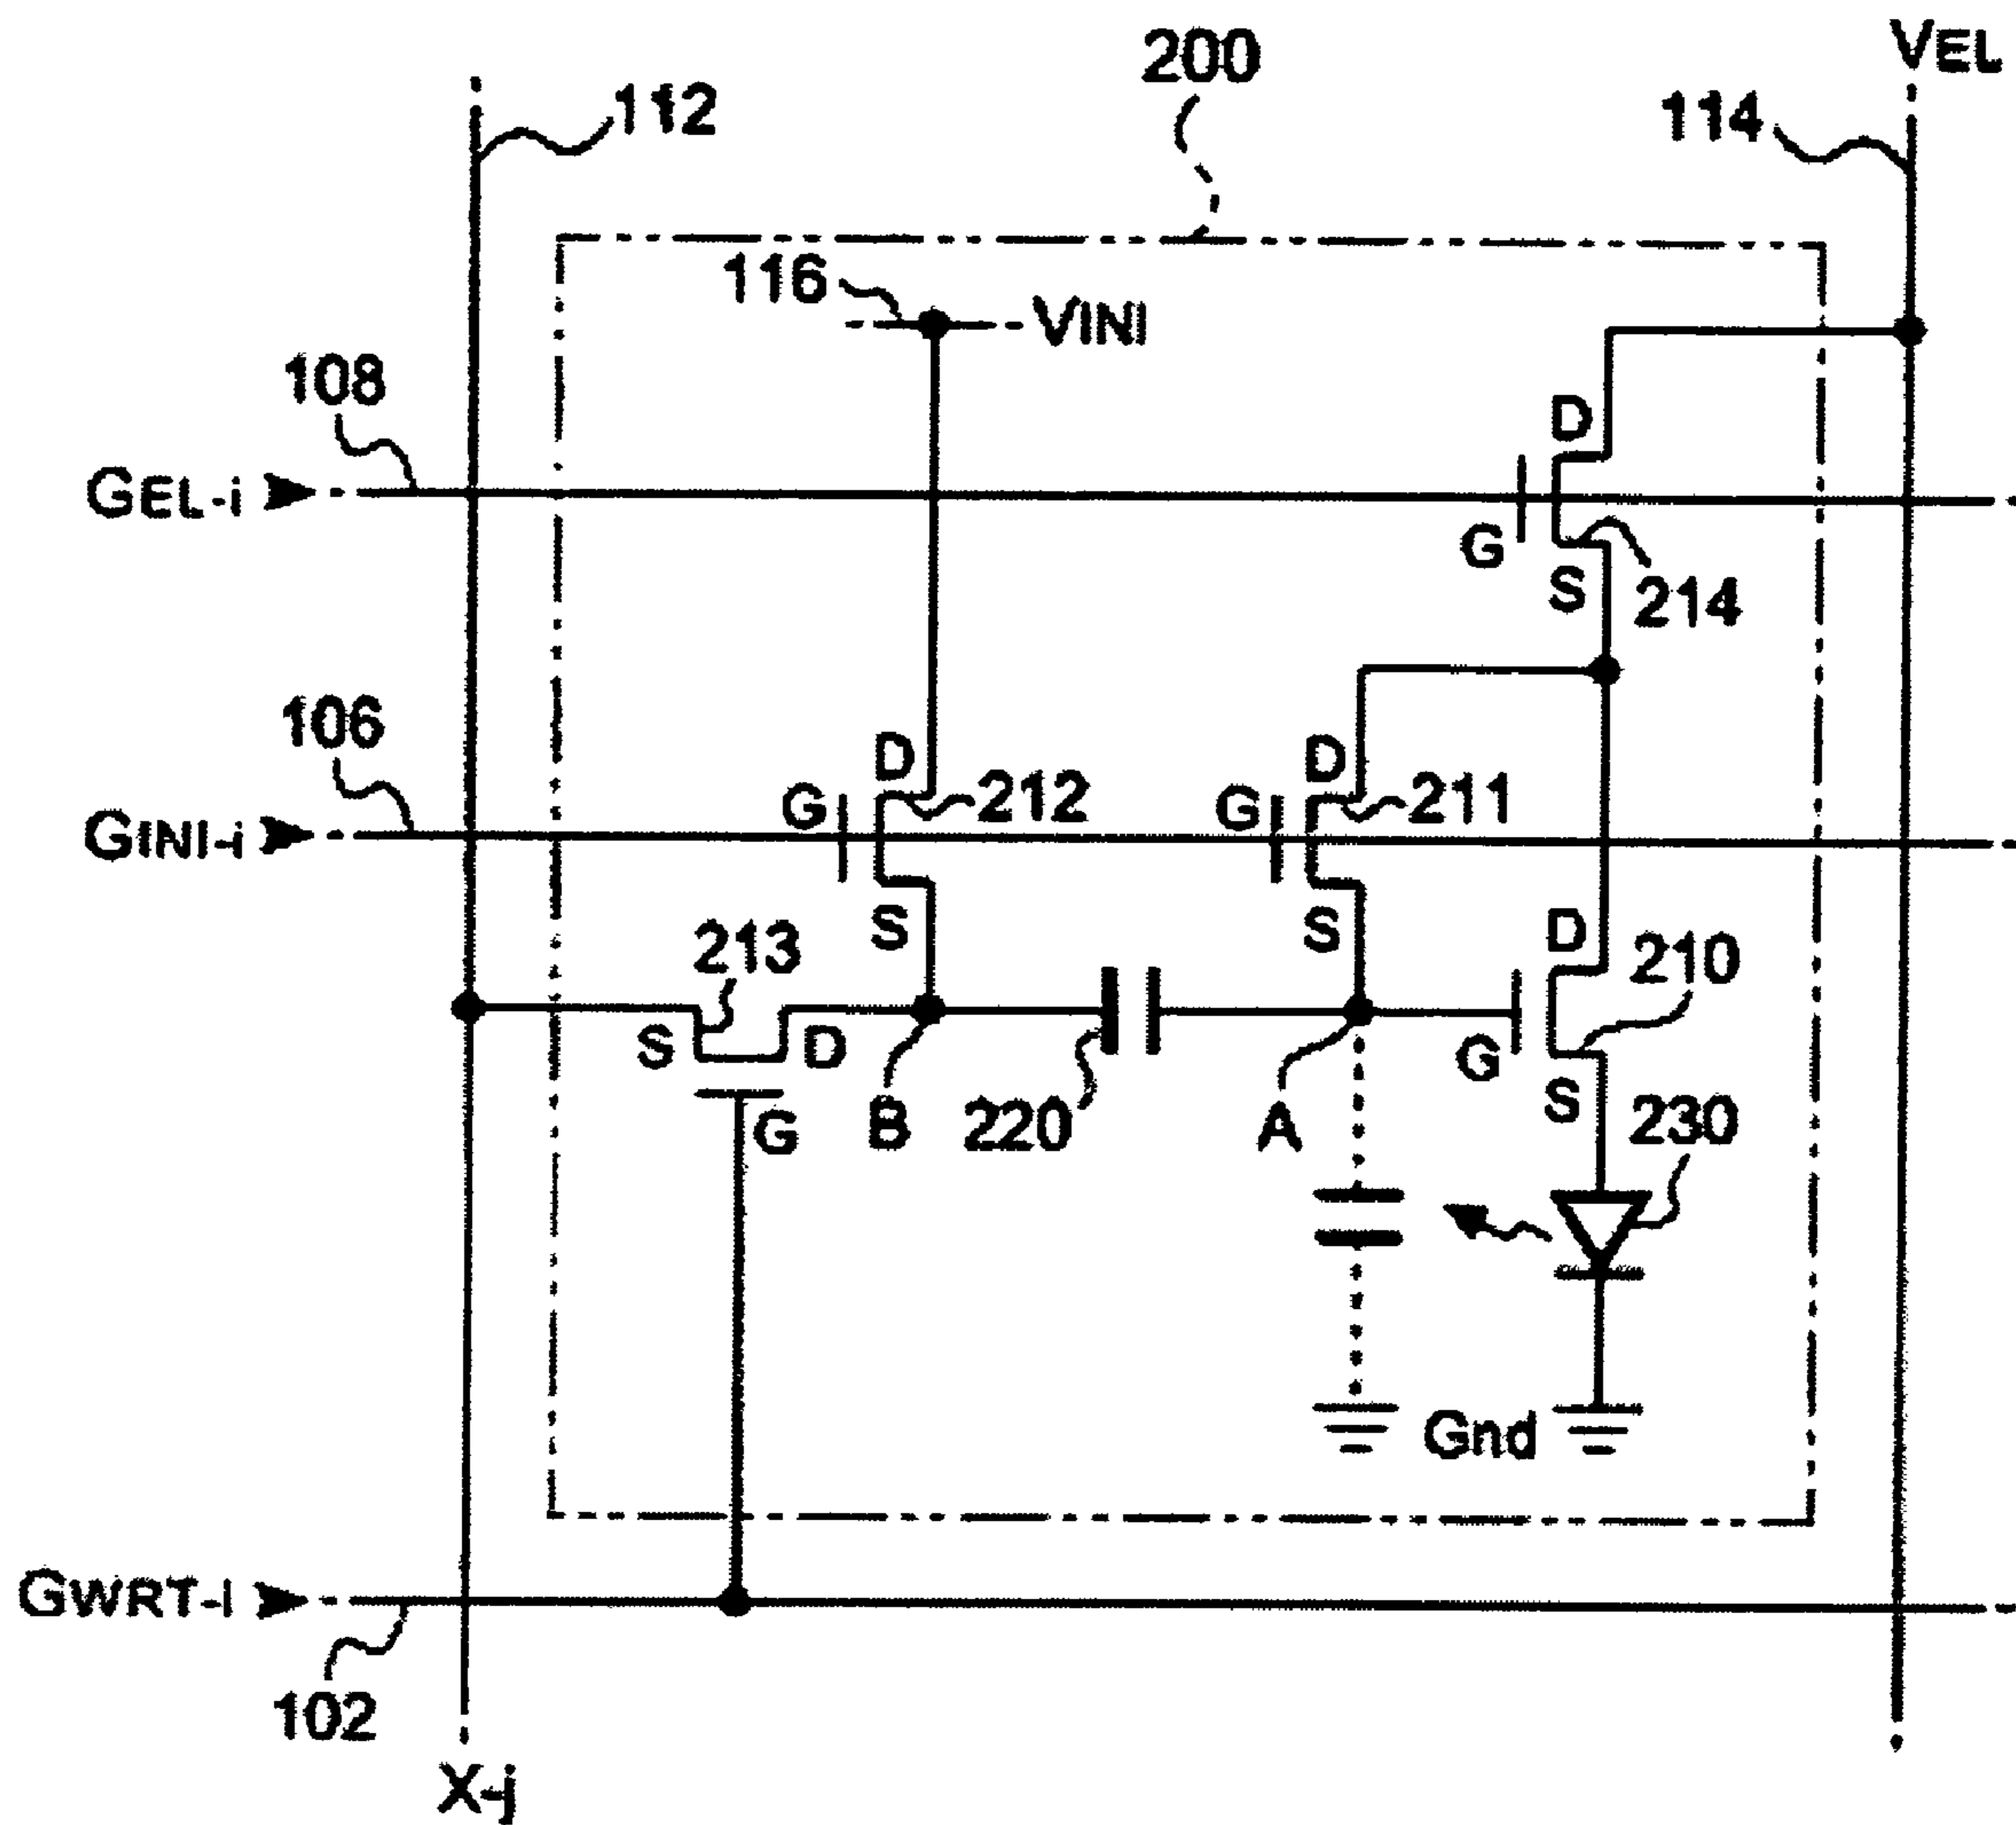 200
VEL
112
114
116
VINI
108
D
GEL-i
G
S
214
106
D
212
D
211
G
G
GINI-i
S
S
213
D
210
S
D
G
B
220
A
S
230
G
Gnd
GWRT-i
102
X-j